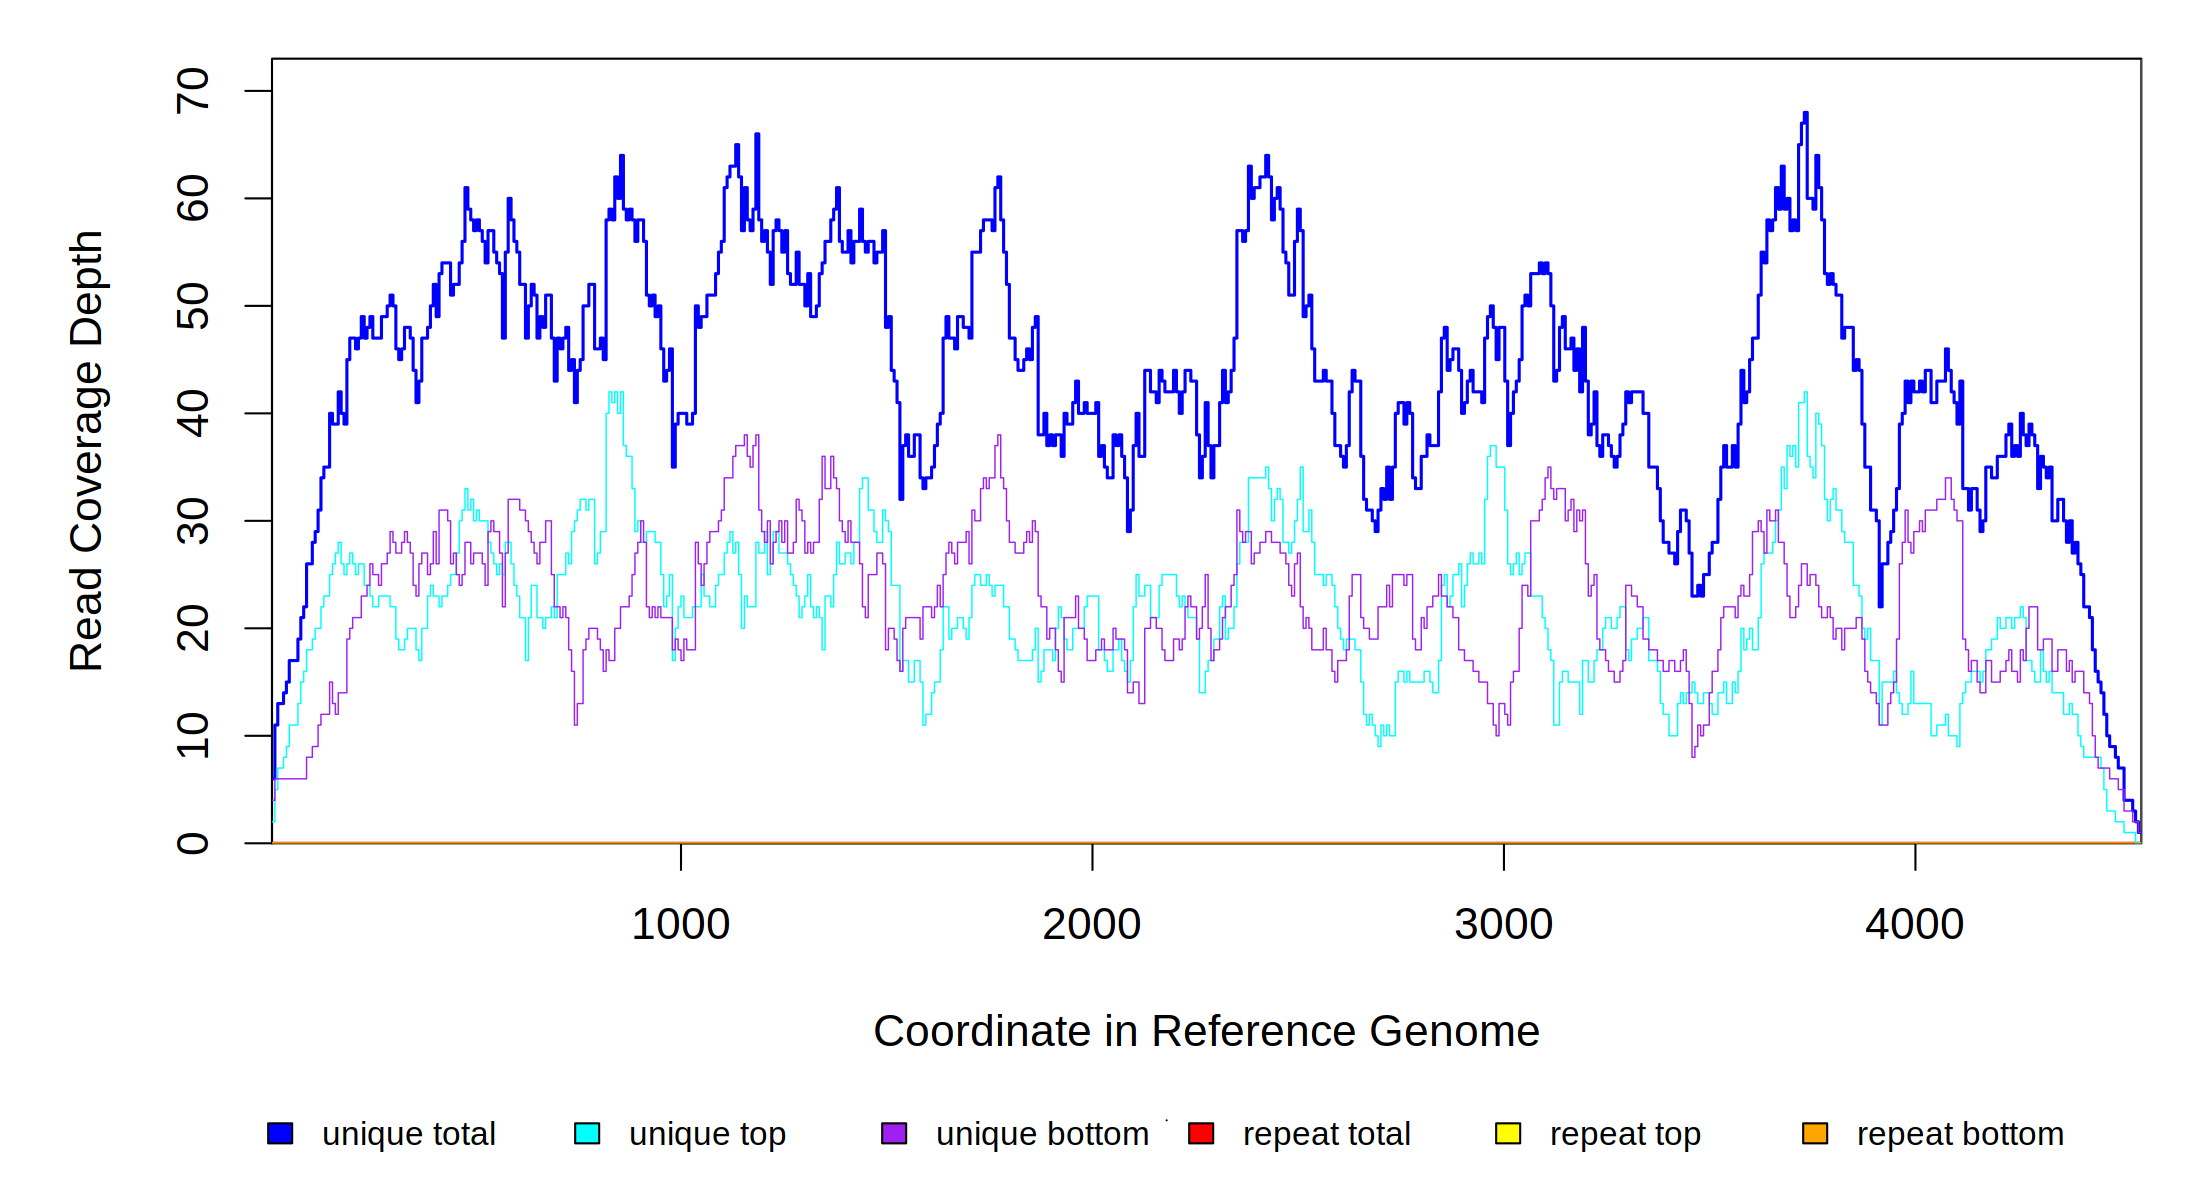 70
60
50
40
30
20
10
0
Read Coverage Depth
1000 2000 3000 4000
Coordinate in Reference Genome
unique total unique top unique bottom repeat total repeat top repeat bottom